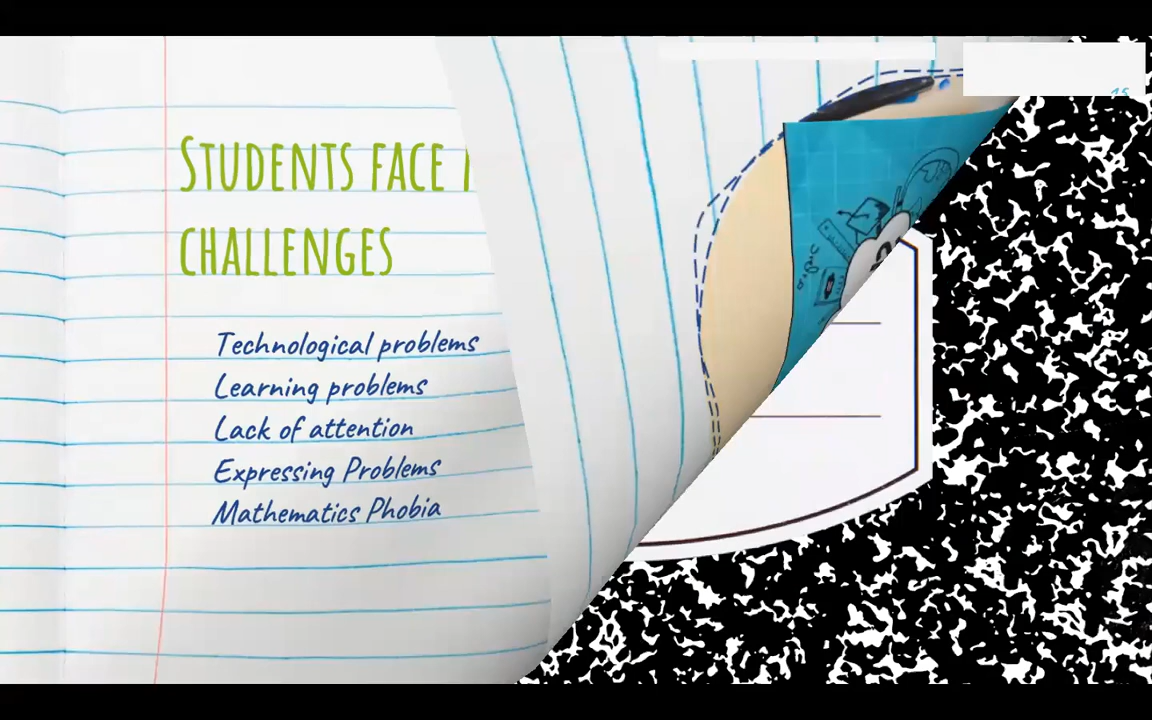 STUDENTS FACE
CHALLENGES
Technological problems
Learning problems
Lack of attention
Expressing Problems
Mathematics Phobia